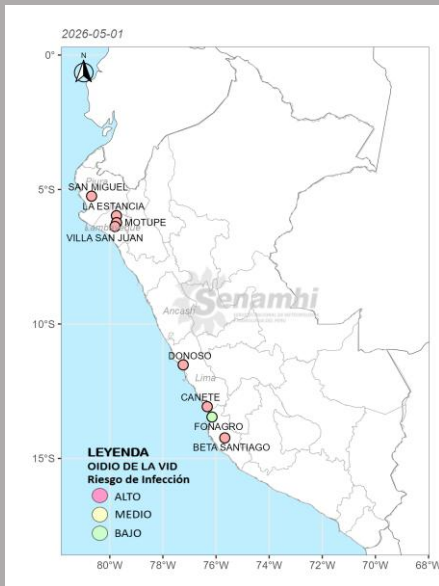 2026-05-01
N
0°
5°S
10°S
15°S
Piura
SAN MIGUEL
LA ESTANCIA
MOTUPE
Lambayeque
VILLA SAN JUAN
Senamhi
Ancash
DONOSO
Lima
CANETE
FONAGRO
BETA SANTIAGO
LEYENDA
OIDIO DE LA VID
Riesgo de Infección
ALTO
MEDIO
BAJO
80°W 78°W 76°W 74°W 72°W 70°W 68°W